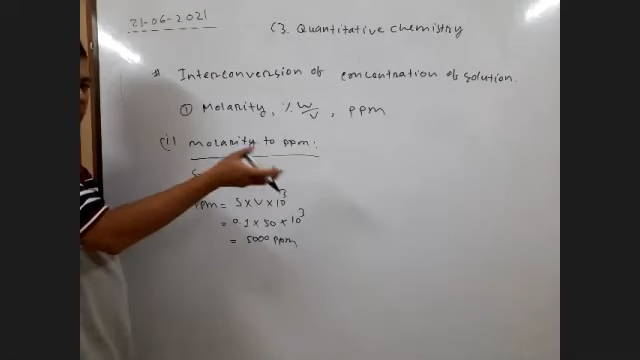 21-06-2021
C3. Quantitative chemistry
* Interconversion of concentration of solution.
① Molarity, % W/V, ppm
(i) Molarity to ppm:
ppm = S×V×10³
= 0.1×50×10³
= 5000 ppm